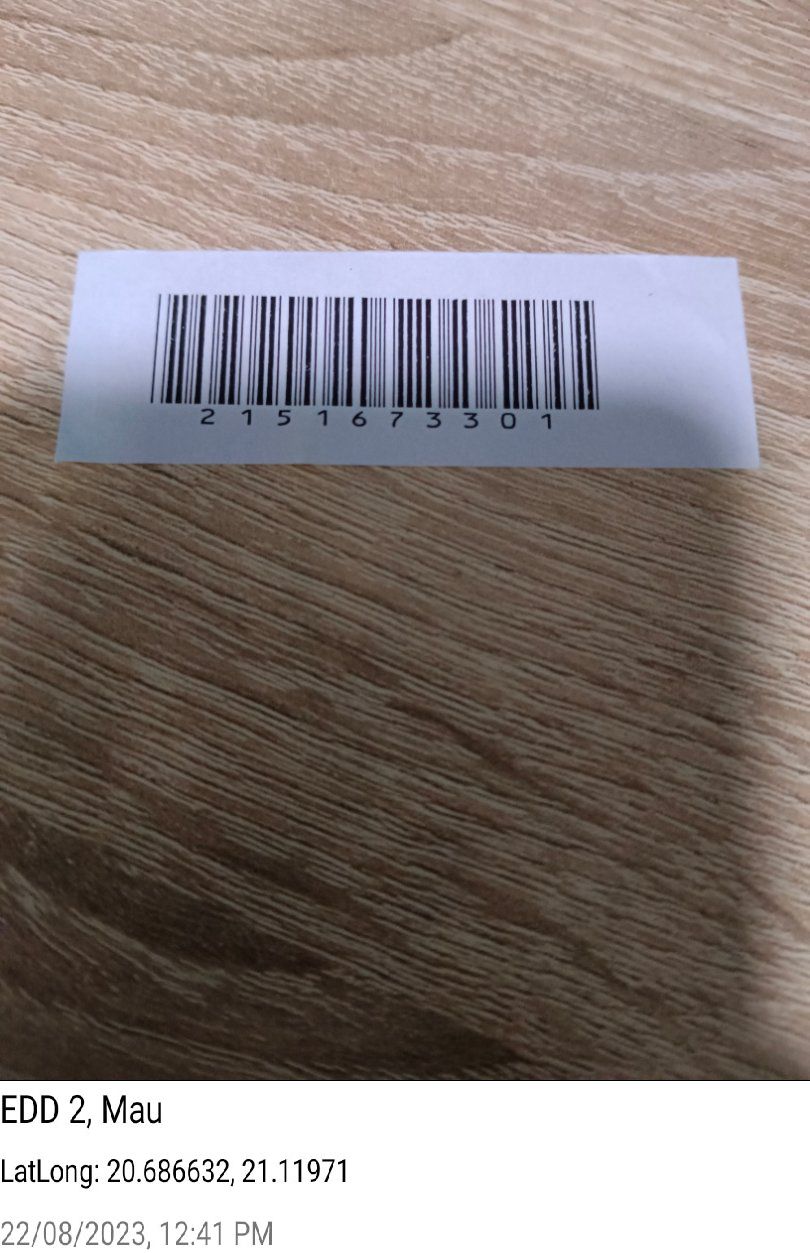 2151673301
EDD 2, Mau
LatLong: 20.686632, 21.11971
22/08/2023, 12:41 PM